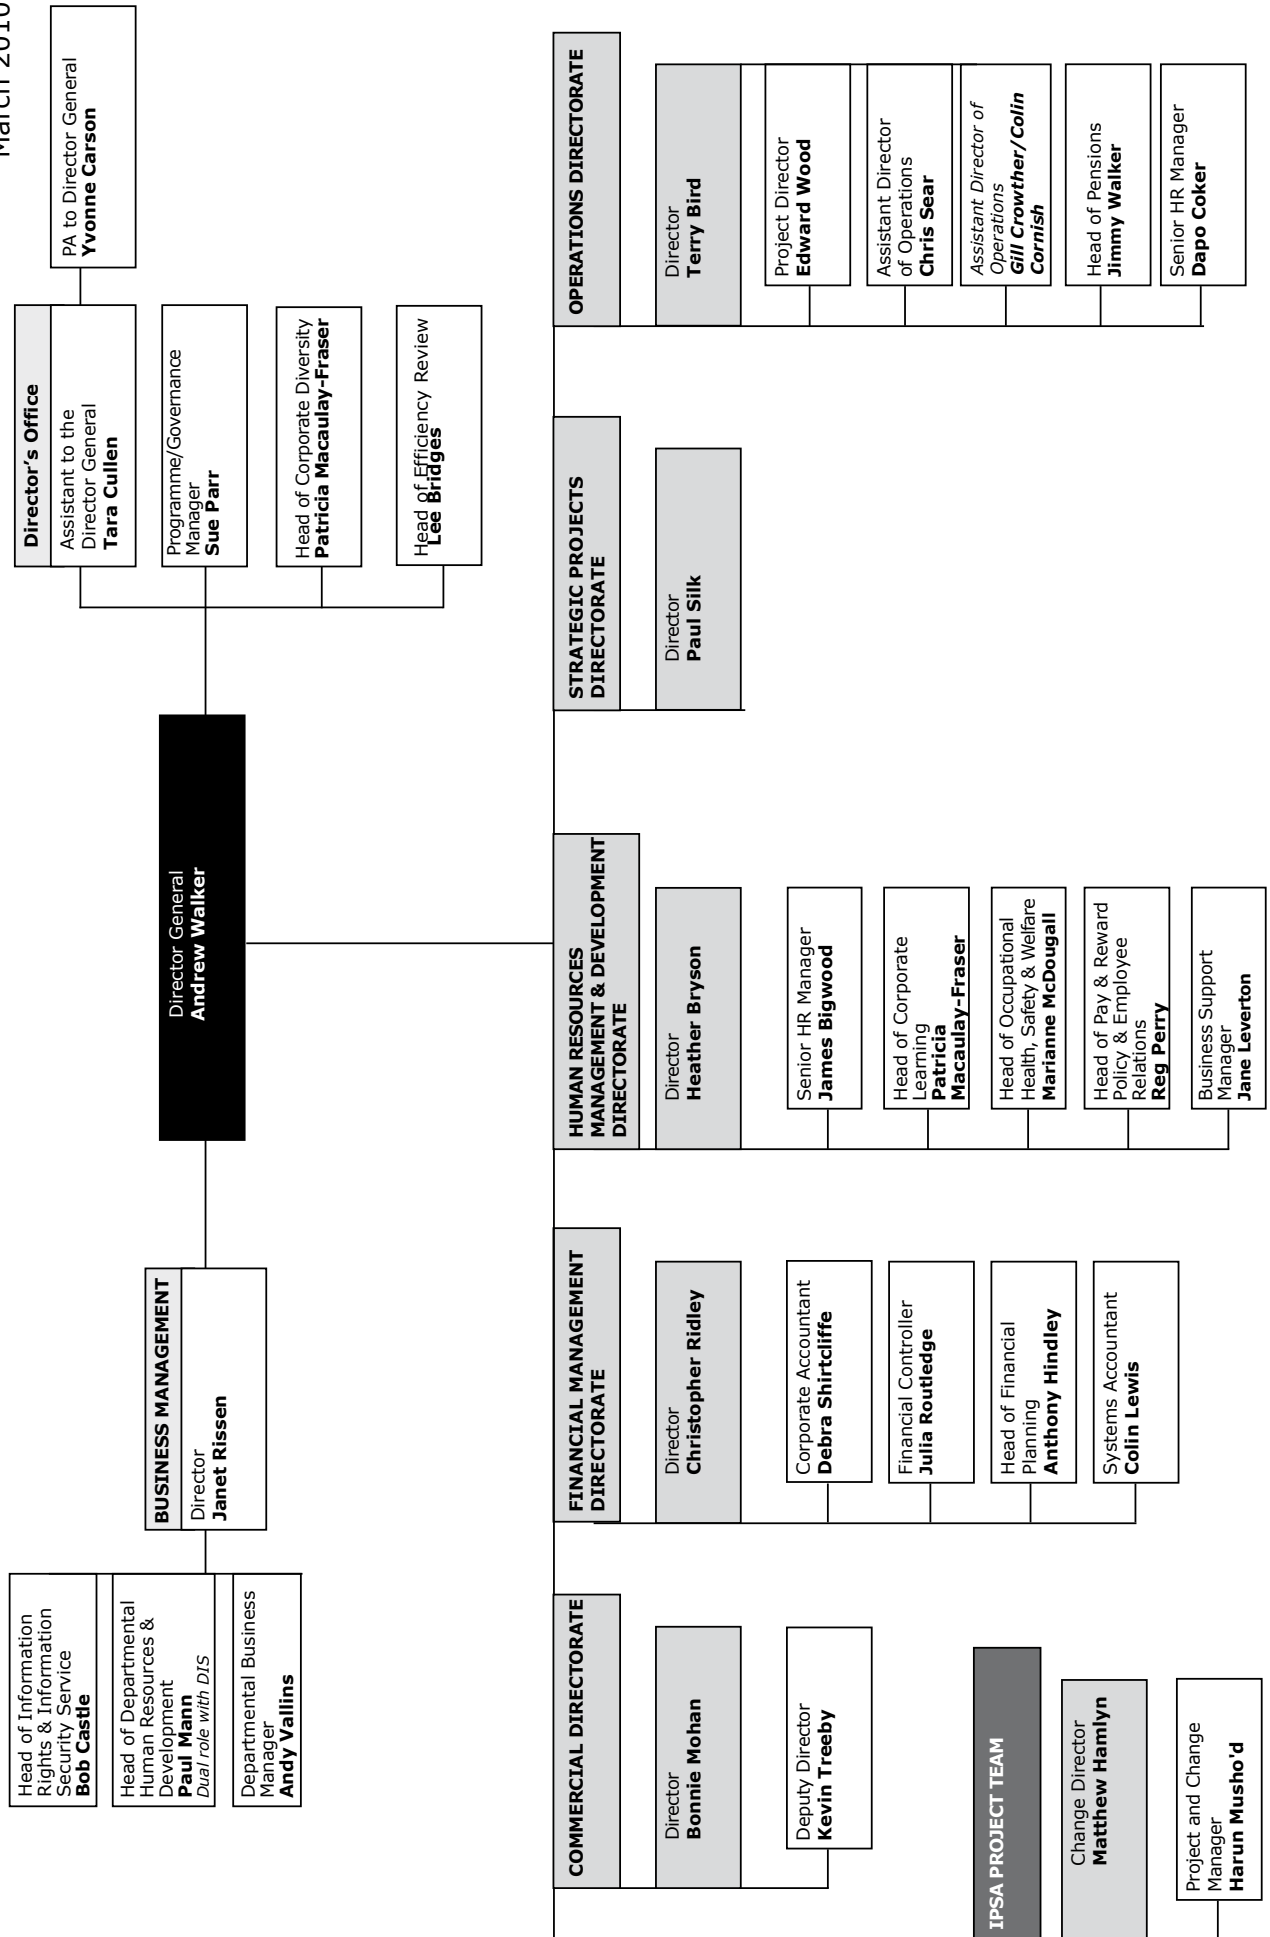 March 2010
Head of Information
Rights & Information
Security Service
Bob Castle
Head of Departmental
Human Resources &
Development
Paul Mann
Dual role with DIS
Departmental Business
Manager
Andy Vallins
BUSINESS MANAGEMENT
Director
Janet Rissen
Director General
Andrew Walker
Director's Office
Assistant to the
Director General
Tara Cullen
PA to Director General
Yvonne Carson
Programme/Governance
Manager
Sue Parr
Head of Corporate Diversity
Patricia Macaulay-Fraser
Head of Efficiency Review
Lee Bridges
COMMERCIAL DIRECTORATE
Director
Bonnie Mohan
Deputy Director
Kevin Treeby
IPSA PROJECT TEAM
Change Director
Matthew Hamlyn
Project and Change
Manager
Harun Musho'd
FINANCIAL MANAGEMENT
DIRECTORATE
Director
Christopher Ridley
Corporate Accountant
Debra Shirtcliffe
Financial Controller
Julia Routledge
Head of Financial
Planning
Anthony Hindley
Systems Accountant
Colin Lewis
HUMAN RESOURCES
MANAGEMENT & DEVELOPMENT
DIRECTORATE
Director
Heather Bryson
Senior HR Manager
James Bigwood
Head of Corporate
Learning
Patricia
Macaulay-Fraser
Head of Occupational
Health, Safety & Welfare
Marianne McDougall
Head of Pay & Reward
Policy & Employee
Relations
Reg Perry
Business Support
Manager
Jane Leverton
STRATEGIC PROJECTS
DIRECTORATE
Director
Paul Silk
OPERATIONS DIRECTORATE
Director
Terry Bird
Project Director
Edward Wood
Assistant Director
of Operations
Chris Sear
Assistant Director of
Operations
Gill Crowther/Colin
Cornish
Head of Pensions
Jimmy Walker
Senior HR Manager
Dapo Coker